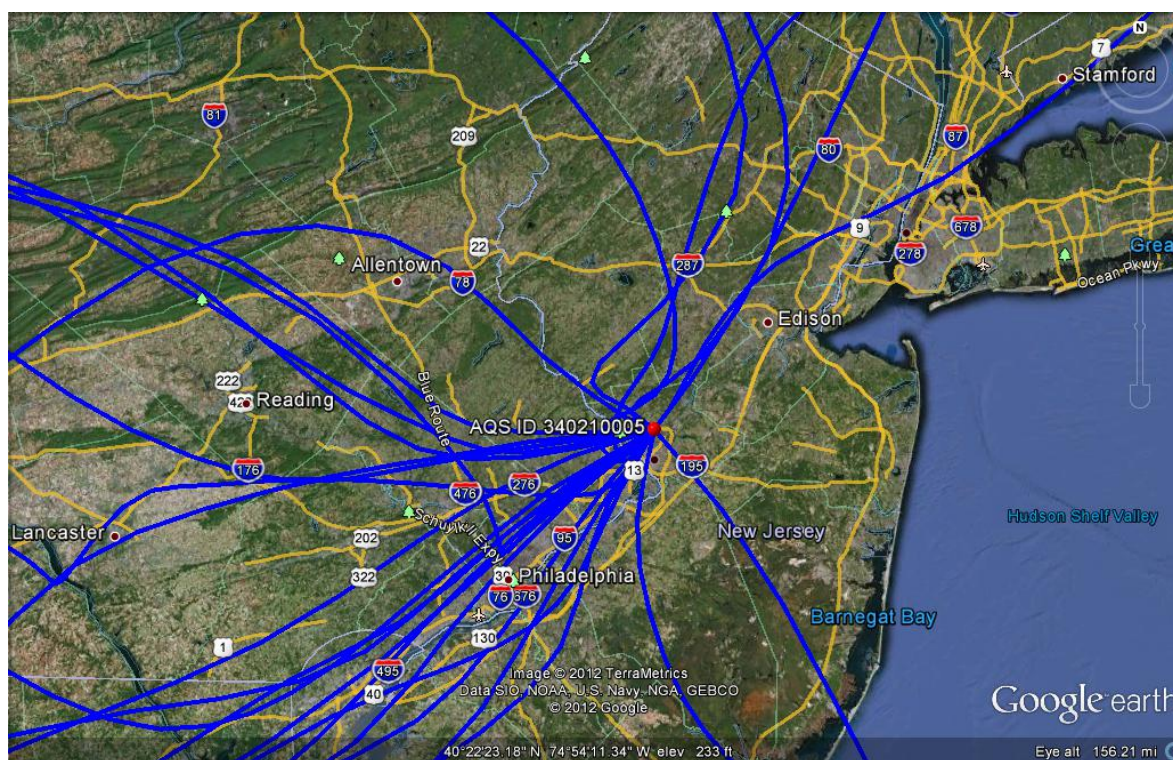 N
7
Stamford
81
209
80
87
9
678
Grea
22
278
Allentown
78
287
Ocean Pkwy
Edison
222
Reading
Blue Route
AQS ID 340210005
13
195
176
476
276
Lancaster
202
Schuylkill Expy
95
New Jersey
Hudson Shelf Valley
322
30
Philadelphia
76
676
130
Barnegat Bay
1
495
40
Image © 2012 TerraMetrics
Data SIO, NOAA, U.S. Navy, NGA, GEBCO
© 2012 Google
Google earth
40°22'23.18" N 74°54'11.34" W elev 233 ft
Eye alt 156.21 mi